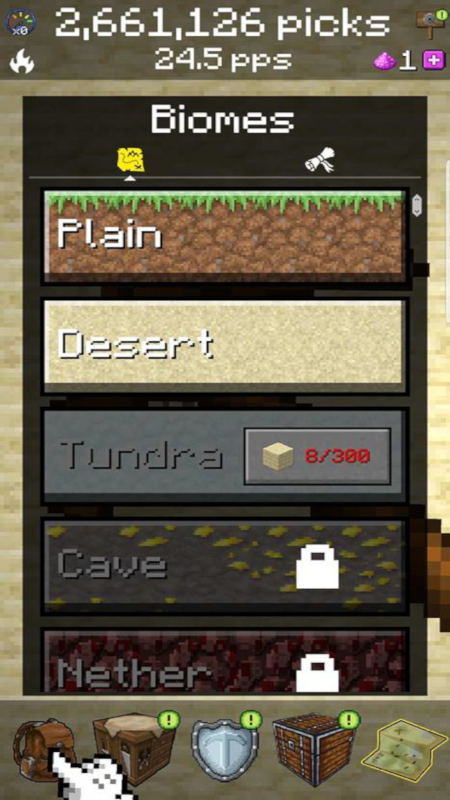 x0
2,661,126 picks
24.5 pps
1
Biomes
Plain
Desert
Tundra
8/300
Cave
Nether